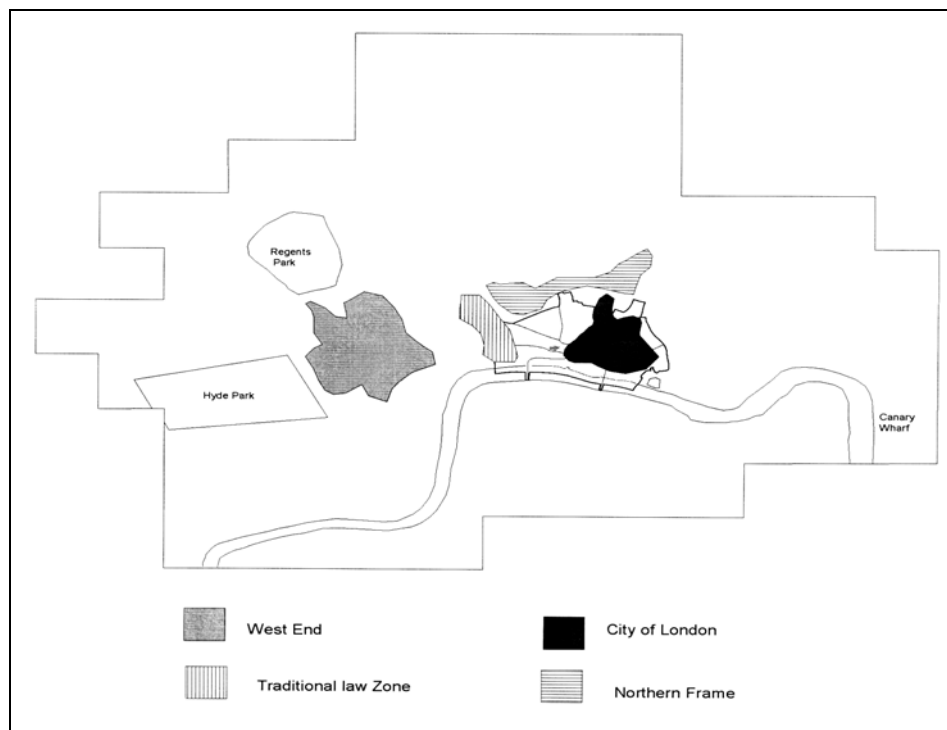 Regents
Park
Hyde Park
Canary
Wharf
West End
City of London
Traditional law Zone
Northern Frame